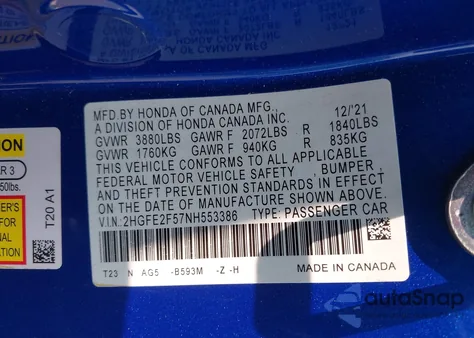 MFD BY HONDA OF CANADA MFG., 12/'21
A DIVISION OF HONDA CANADA INC.
GVWR 3880LBS GAWR F 2072LBS R 1840LBS
GVWR 1760KG GAWR F 940KG R 835KG
THIS VEHICLE CONFORMS TO ALL APPLICABLE
FEDERAL MOTOR VEHICLE SAFETY, BUMPER,
AND THEFT PREVENTION STANDARDS IN EFFECT
ON THE DATE OF MANUFACTURE SHOWN ABOVE.
V.I.N.:2HGFE2F57NH553386 TYPE: PASSENGER CAR
T23 N AG5 -B593M -Z -H
MADE IN CANADA
T20 A1
autoSnap